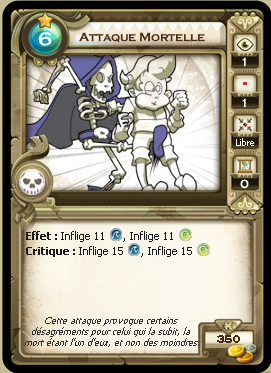 6
ATTAQUE MORTELLE
1
1
Libre
0
Effet : Inflige 11 , Inflige 11
Critique : Inflige 15 , Inflige 15
Cette attaque provoque certains
désagréments pour celui qui la subit, la
mort étant l'un d'eux, et non des moindres
K
350